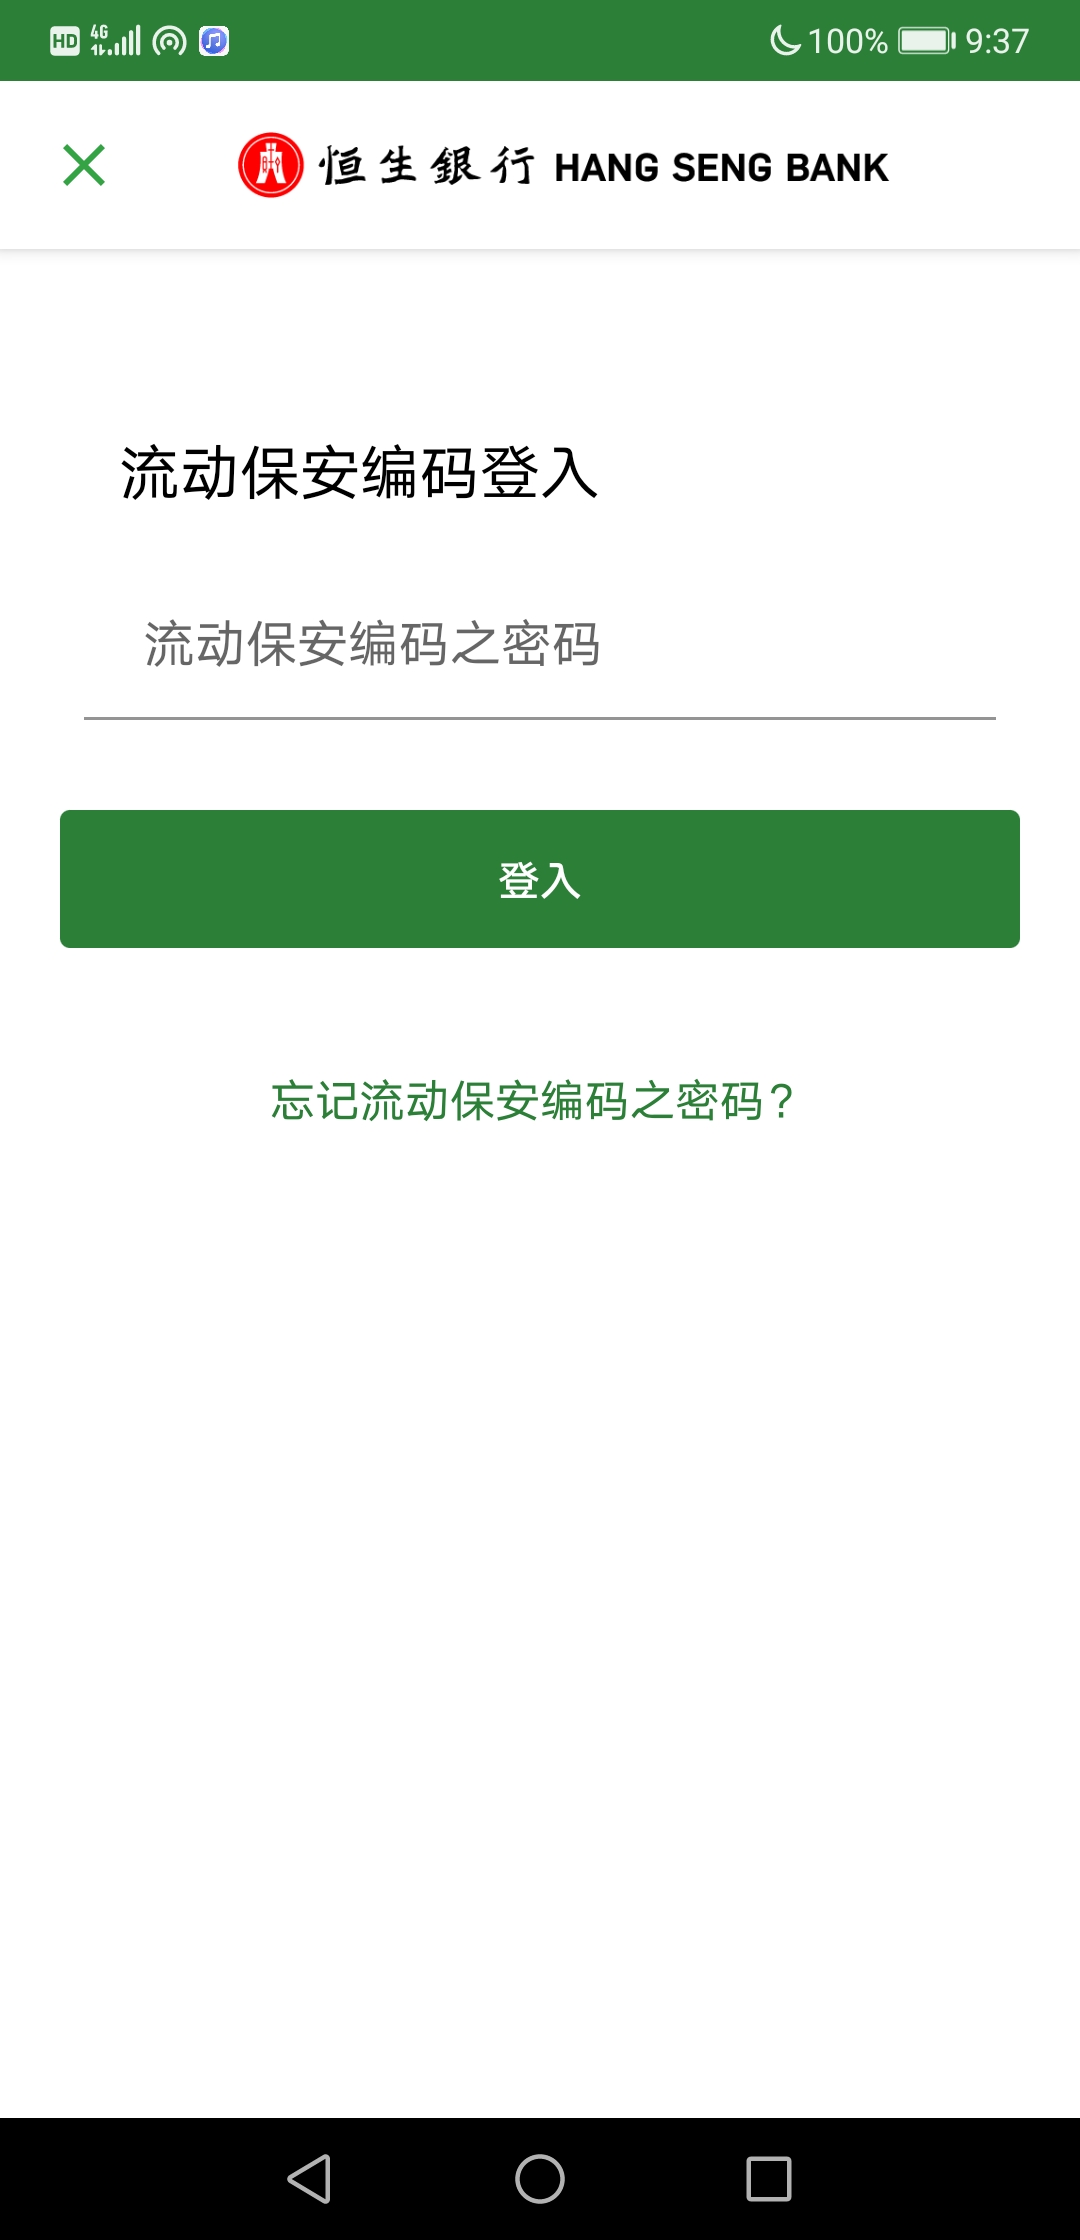 HD 4G 100% 9:37
恒生銀行 HANG SENG BANK
流动保安编码登入
流动保安编码之密码
登入
忘记流动保安编码之密码?